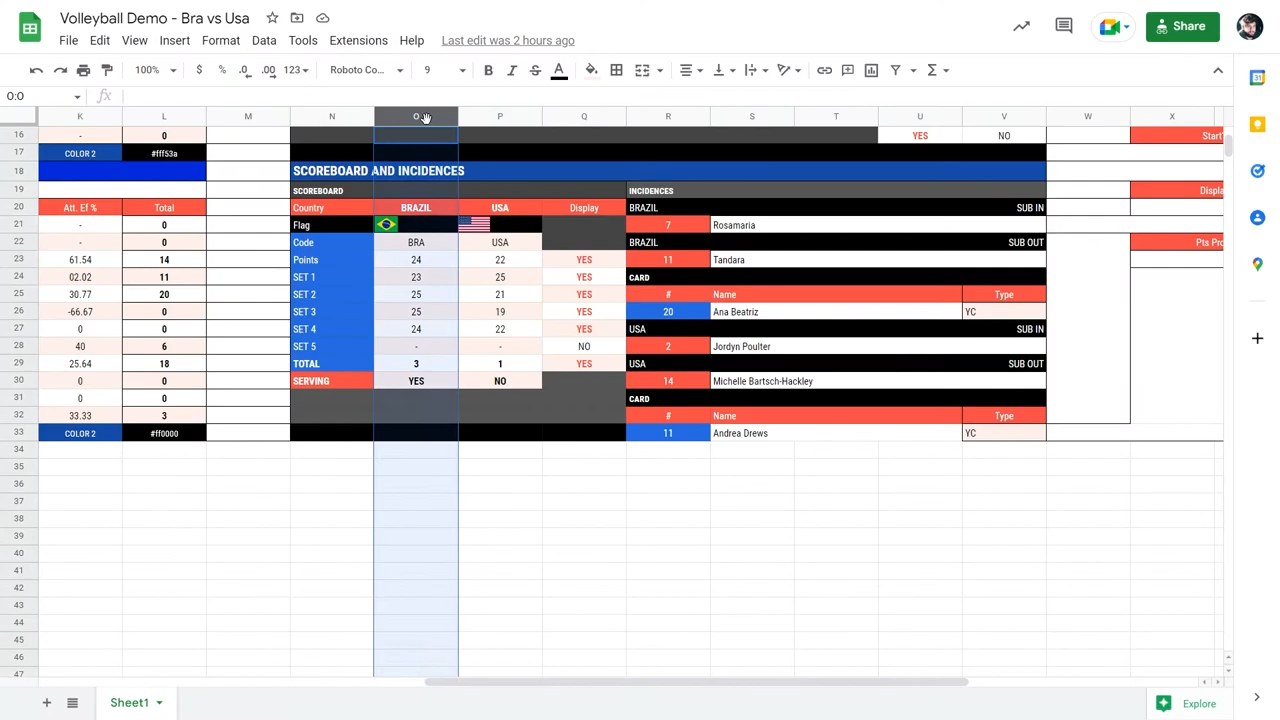 Volleyball Demo - Bra vs Usa
File Edit View Insert Format Data Tools Extensions Help Last edit was 2 hours ago
Share
100% $ % .0 .00 123 Roboto Co... 9 B I S A
O:O fx
K L M N O P Q R S T U V W X
16 - 0 YES NO Start?
17 COLOR 2 #fff53a
18 SCOREBOARD AND INCIDENCES
19 SCOREBOARD INCIDENCES Displa
20 Att. Ef % Total Country BRAZIL USA Display BRAZIL SUB IN
21 - 0 Flag 7 Rosamaria
22 - 0 Code BRA USA BRAZIL SUB OUT Pts Pro
23 61.54 14 Points 24 22 YES 11 Tandara
24 02.02 11 SET 1 23 25 YES CARD
25 30.77 20 SET 2 25 21 YES # Name Type
26 -66.67 0 SET 3 25 19 YES 20 Ana Beatriz YC
27 0 0 SET 4 24 22 YES USA SUB IN
28 40 6 SET 5 - - NO 2 Jordyn Poulter
29 25.64 18 TOTAL 3 1 YES USA SUB OUT
30 0 0 SERVING YES NO 14 Michelle Bartsch-Hackley
31 0 0 CARD
32 33.33 3 # Name Type
33 COLOR 2 #ff0000 11 Andrea Drews YC
34
35
36
37
38
39
40
41
42
43
44
45
46
47
Sheet1 Explore